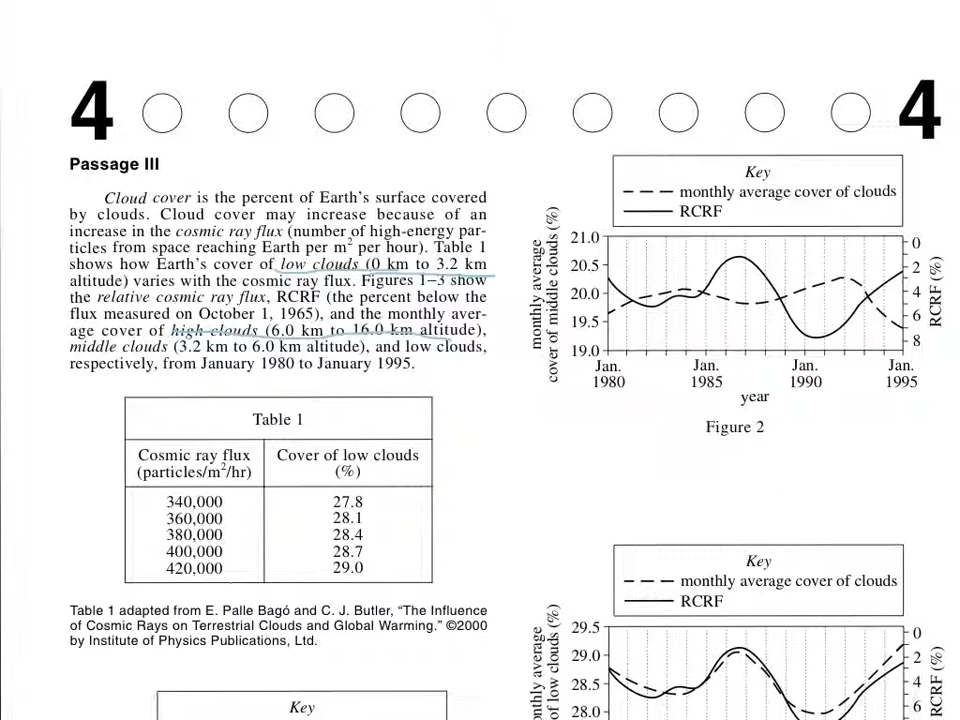 4
4
Passage III
Cloud cover is the percent of Earth's surface covered
by clouds. Cloud cover may increase because of an
increase in the cosmic ray flux (number of high-energy par-
ticles from space reaching Earth per m² per hour). Table 1
shows how Earth's cover of low clouds (0 km to 3.2 km
altitude) varies with the cosmic ray flux. Figures 1–3 show
the relative cosmic ray flux, RCRF (the percent below the
flux measured on October 1, 1965), and the monthly aver-
age cover of high clouds (6.0 km to 16.0 km altitude),
middle clouds (3.2 km to 6.0 km altitude), and low clouds,
respectively, from January 1980 to January 1995.
Table 1
Cosmic ray flux
(particles/m²/hr)
Cover of low clouds
(%)
340,000 27.8
360,000 28.1
380,000 28.4
400,000 28.7
420,000 29.0
Table 1 adapted from E. Palle Bagó and C. J. Butler, “The Influence
of Cosmic Rays on Terrestrial Clouds and Global Warming.” ©2000
by Institute of Physics Publications, Ltd.
Key
Key
monthly average cover of clouds
RCRF
monthly average
cover of middle clouds (%)
21.0
20.5
20.0
19.5
19.0
0
2
4
6
8
RCRF (%)
Jan. Jan. Jan. Jan.
1980 1985 1990 1995
year
Figure 2
Key
monthly average cover of clouds
RCRF
monthly average
of low clouds (%)
29.5
29.0
28.5
28.0
0
2
4
6
RCRF (%)